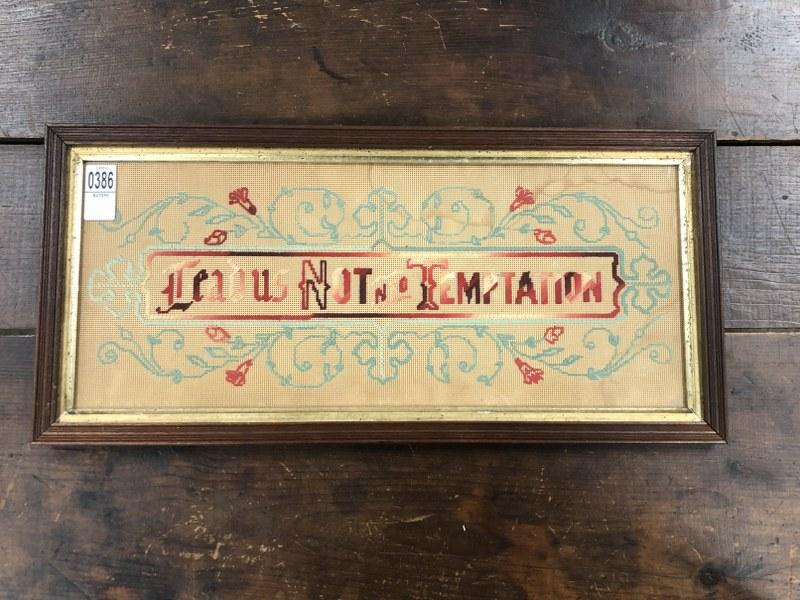 0386
Lead us NOT INTO TEMPTATION